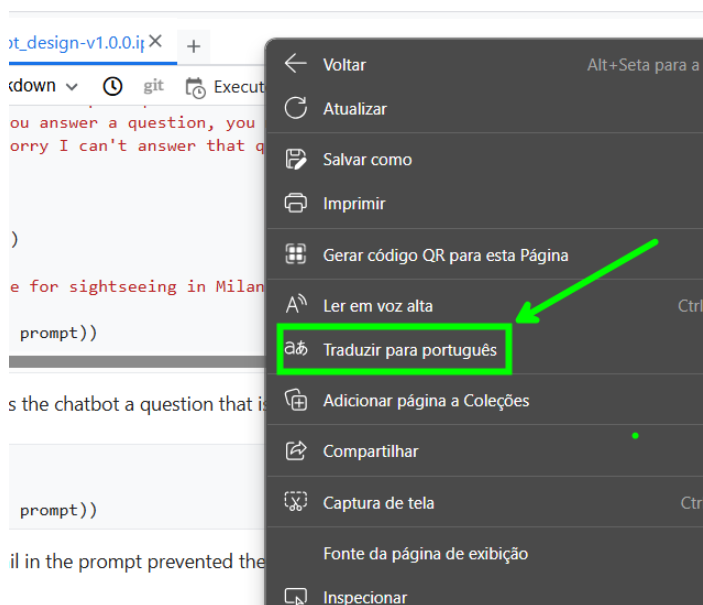 ot_design-v1.0.0.ip
kdown
git
Execut
ou answer a question, you
orry I can't answer that q
)
e for sightseeing in Milan
prompt))
s the chatbot a question that is
prompt))
il in the prompt prevented the
Voltar Alt+Seta para a
Atualizar
Salvar como
Imprimir
Gerar código QR para esta Página
Ler em voz alta Ctrl
aあ Traduzir para português
Adicionar página a Coleções
Compartilhar
Captura de tela Ctr
Fonte da página de exibição
Inspecionar